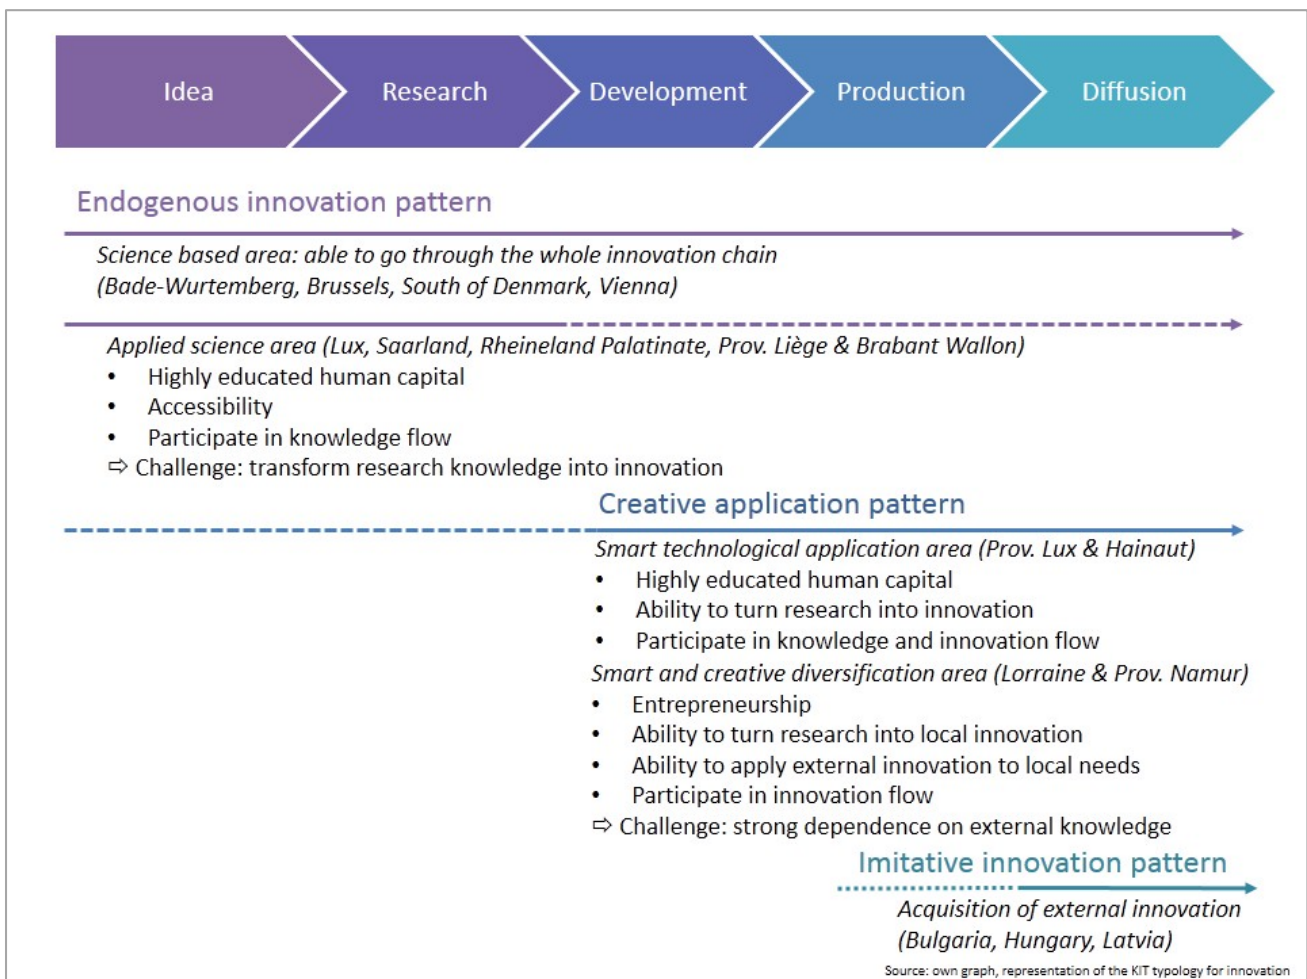 Idea
Research
Development
Production
Diffusion
Endogenous innovation pattern
Science based area: able to go through the whole innovation chain
(Bade-Wurtemberg, Brussels, South of Denmark, Vienna)
Applied science area (Lux, Saarland, Rheineland Palatinate, Prov. Liège & Brabant Wallon)
• Highly educated human capital
• Accessibility
• Participate in knowledge flow
⇨ Challenge: transform research knowledge into innovation
Creative application pattern
Smart technological application area (Prov. Lux & Hainaut)
• Highly educated human capital
• Ability to turn research into innovation
• Participate in knowledge and innovation flow
Smart and creative diversification area (Lorraine & Prov. Namur)
• Entrepreneurship
• Ability to turn research into local innovation
• Ability to apply external innovation to local needs
• Participate in innovation flow
⇨ Challenge: strong dependence on external knowledge
Imitative innovation pattern
Acquisition of external innovation
(Bulgaria, Hungary, Latvia)
Source: own graph, representation of the KIT typology for innovation